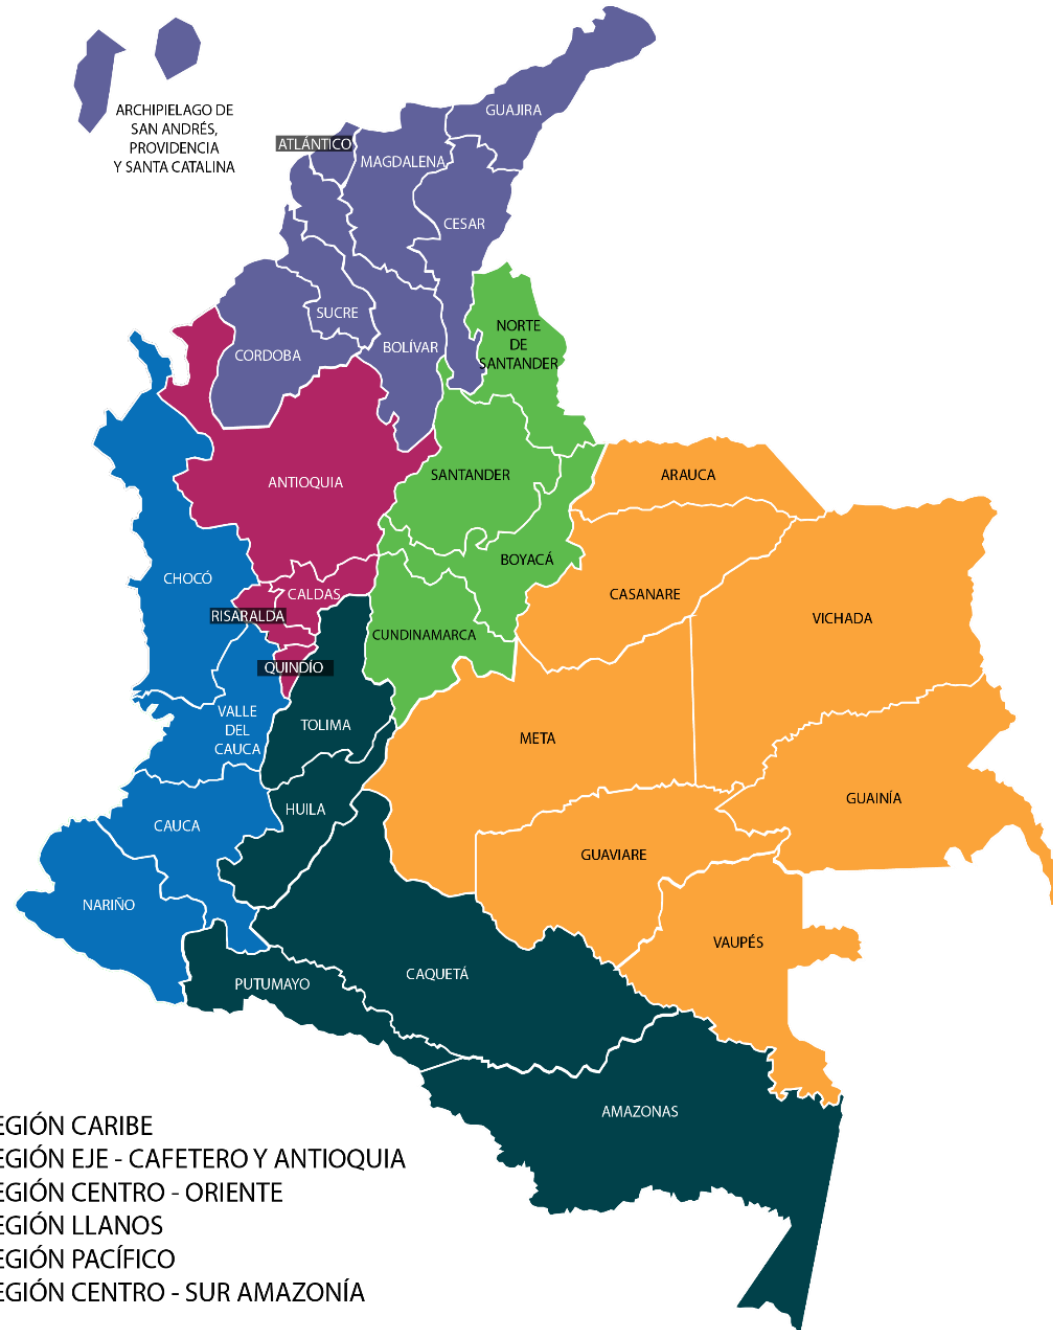 ARCHIPIELAGO DE
SAN ANDRÉS,
PROVIDENCIA
Y SANTA CATALINA
GUAJIRA
ATLÁNTICO
MAGDALENA
CESAR
SUCRE
BOLÍVAR
CORDOBA
NORTE
DE
SANTANDER
ANTIOQUIA
SANTANDER
ARAUCA
CHOCÓ
BOYACÁ
CALDAS
CASANARE
RISARALDA
CUNDINAMARCA
VICHADA
QUINDÍO
VALLE
DEL
CAUCA
TOLIMA
META
HUILA
GUAINÍA
CAUCA
GUAVIARE
NARIÑO
VAUPÉS
CAQUETÁ
PUTUMAYO
AMAZONAS
EGIÓN CARIBE
EGIÓN EJE - CAFETERO Y ANTIOQUIA
EGIÓN CENTRO - ORIENTE
EGIÓN LLANOS
EGIÓN PACÍFICO
EGIÓN CENTRO - SUR AMAZONÍA